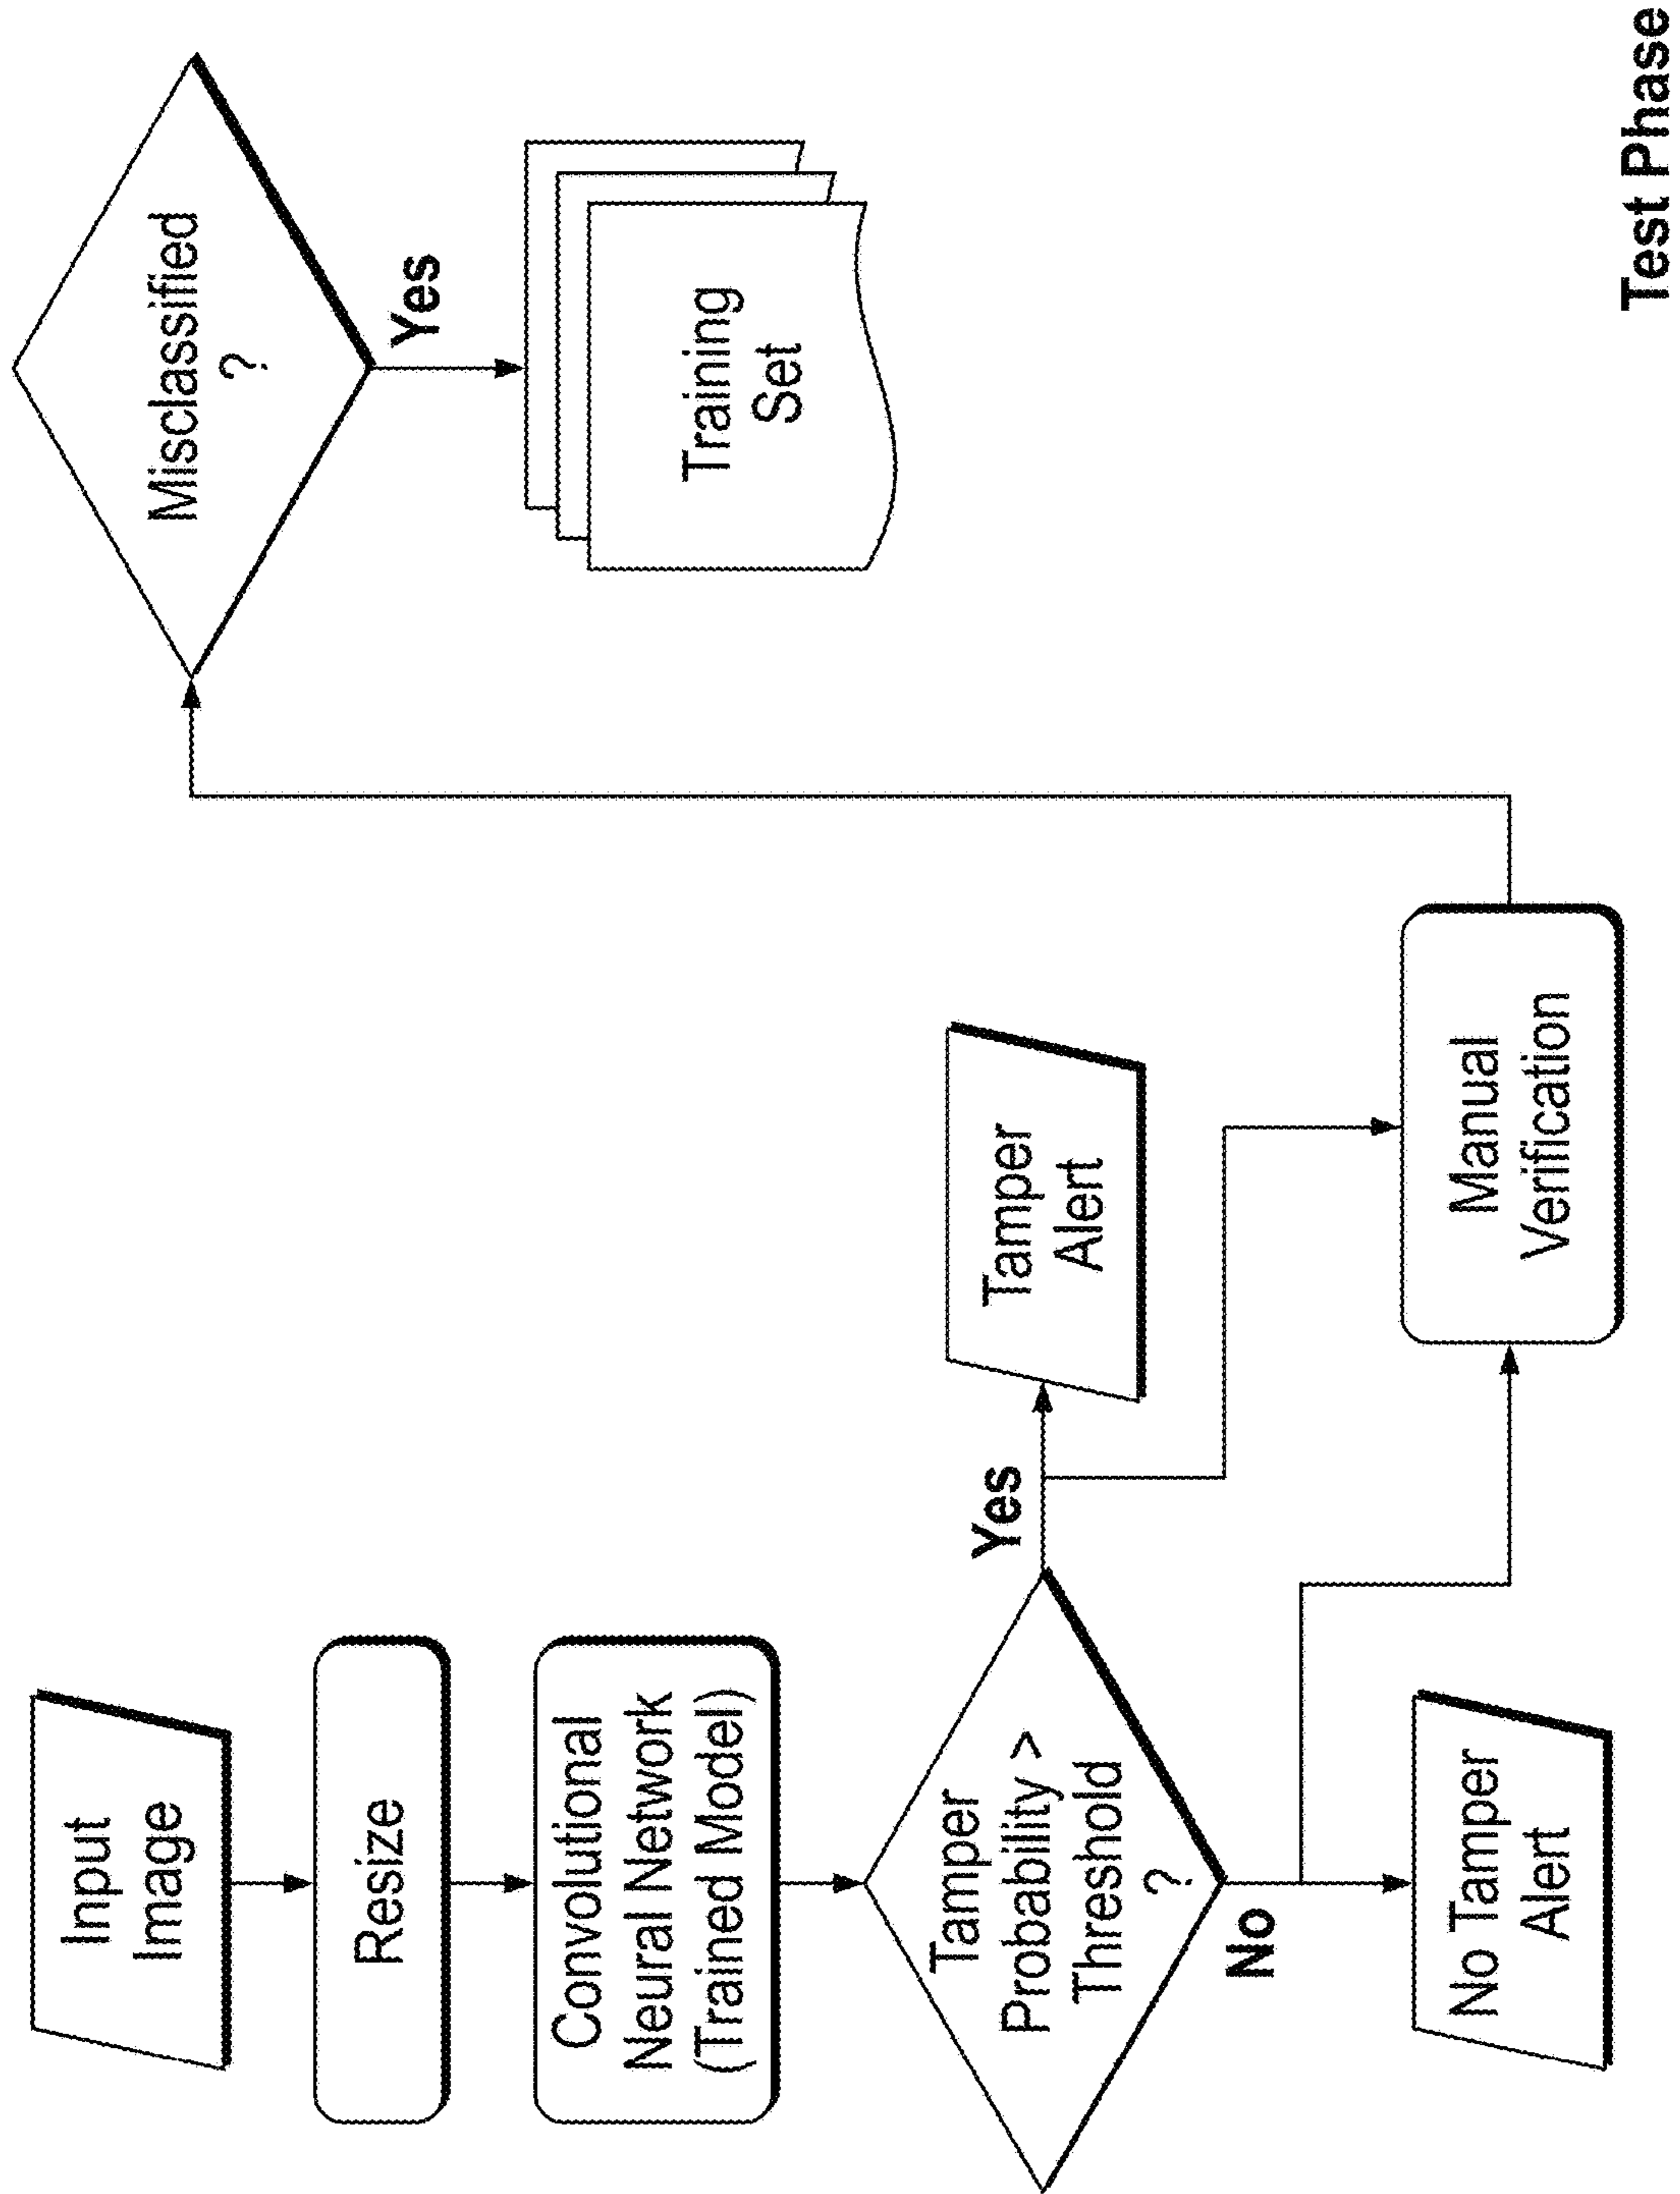 Input
Image
Resize
Convolutional
Neural Network
(Trained Model)
Tamper
Probability >
Threshold
?
Yes
Tamper
Alert
No
No Tamper
Alert
Manual
Verification
Misclassified
?
Yes
Training
Set
Test Phase